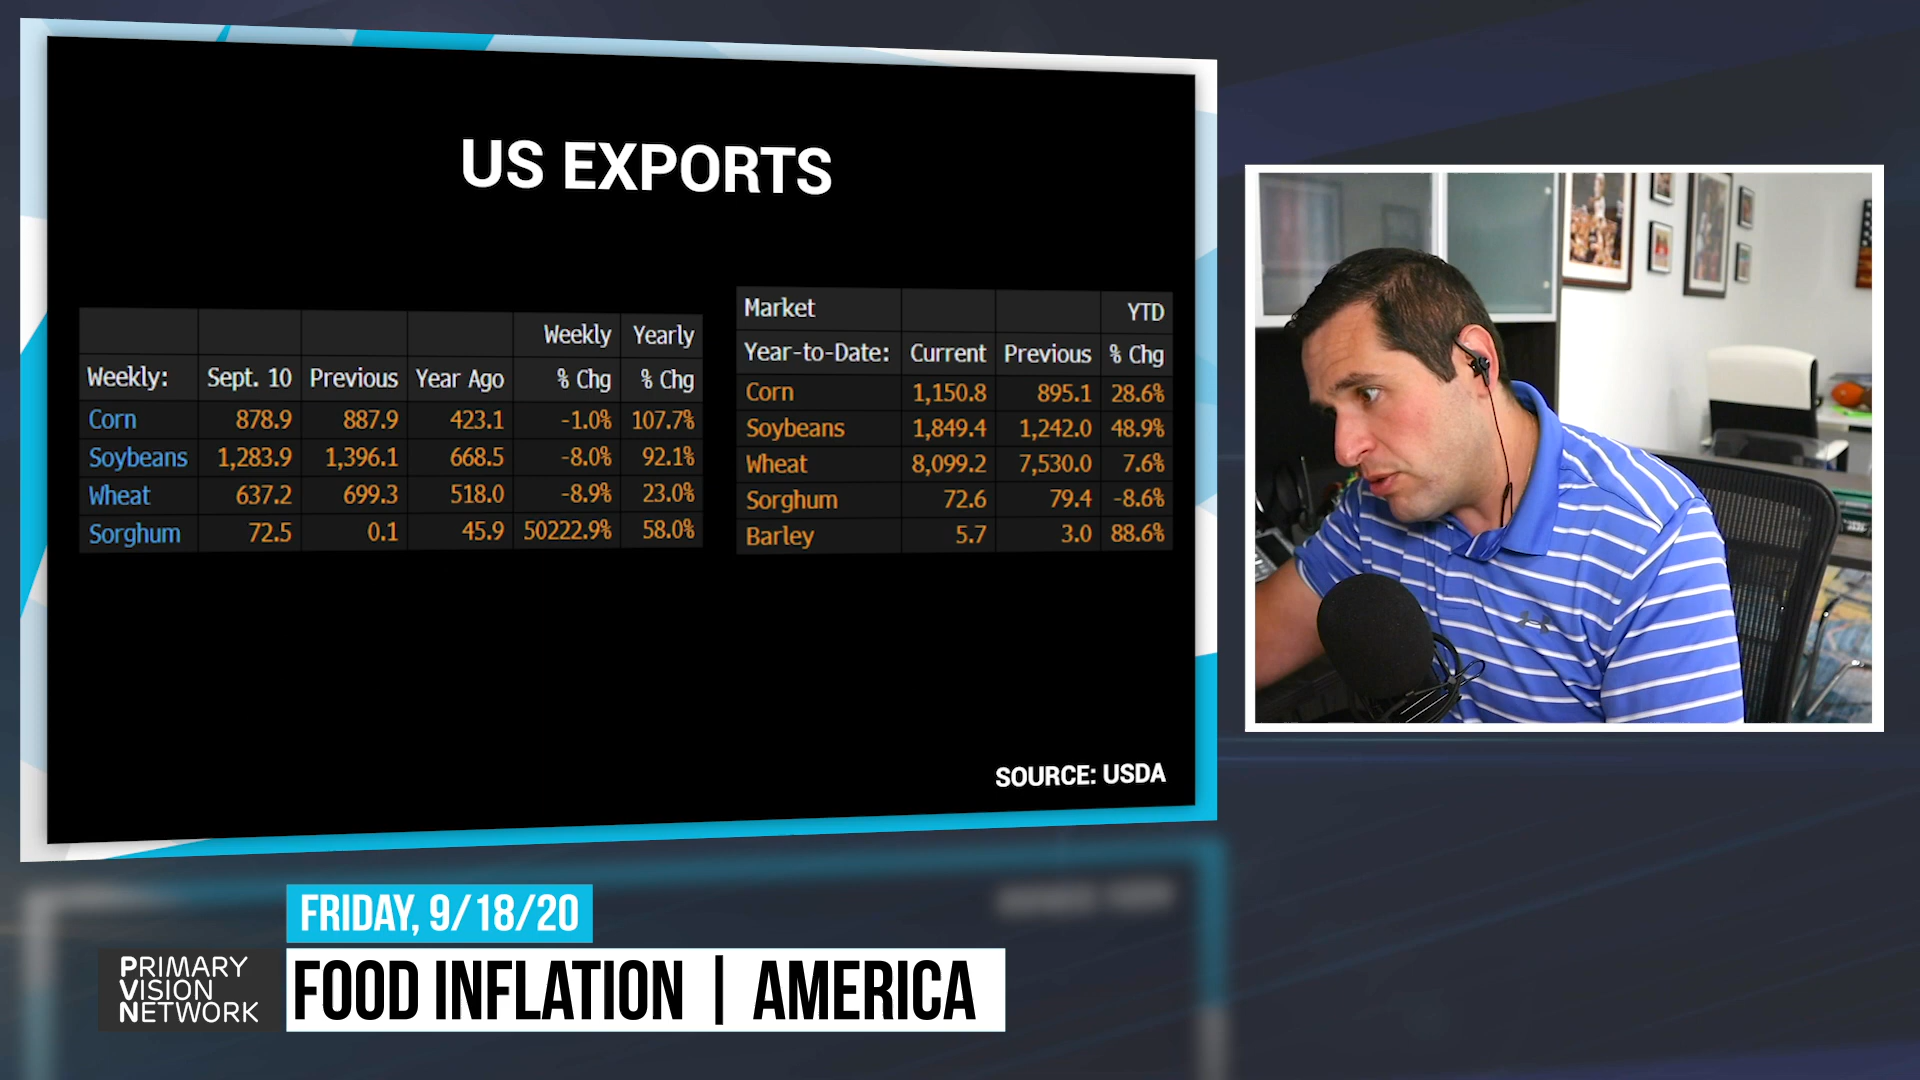 US EXPORTS
Weekly Yearly
Weekly: Sept. 10 Previous Year Ago % Chg % Chg
Corn 878.9 887.9 423.1 -1.0% 107.7%
Soybeans 1,283.9 1,396.1 668.5 -8.0% 92.1%
Wheat 637.2 699.3 518.0 -8.9% 23.0%
Sorghum 72.5 0.1 45.9 50222.9% 58.0%
Market YTD
Year-to-Date: Current Previous % Chg
Corn 1,150.8 895.1 28.6%
Soybeans 1,849.4 1,242.0 48.9%
Wheat 8,099.2 7,530.0 7.6%
Sorghum 72.6 79.4 -8.6%
Barley 5.7 3.0 88.6%
SOURCE: USDA
FRIDAY, 9/18/20
PRIMARY
VISION
NETWORK
FOOD INFLATION | AMERICA